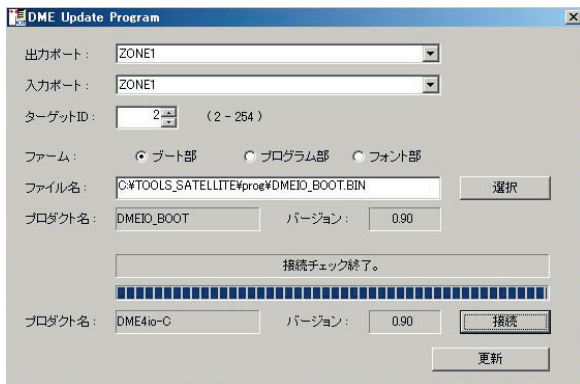 DME Update Program
出力ポート： ZONE1
入力ポート： ZONE1
ターゲットID： 2 (2 - 254)
ファーム： ブート部 プログラム部 フォント部
ファイル名： C:¥TOOLS_SATELLITE¥prog¥DMEIO_BOOT.BIN 選択
プロダクト名： DMEIO_BOOT バージョン： 0.90
接続チェック終了。
プロダクト名： DME4io-C バージョン： 0.90 接続
更新